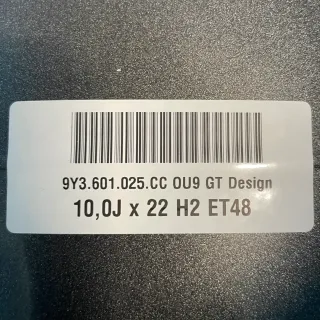 9Y3.601.025.CC OU9 GT Design
10,0J x 22 H2 ET48